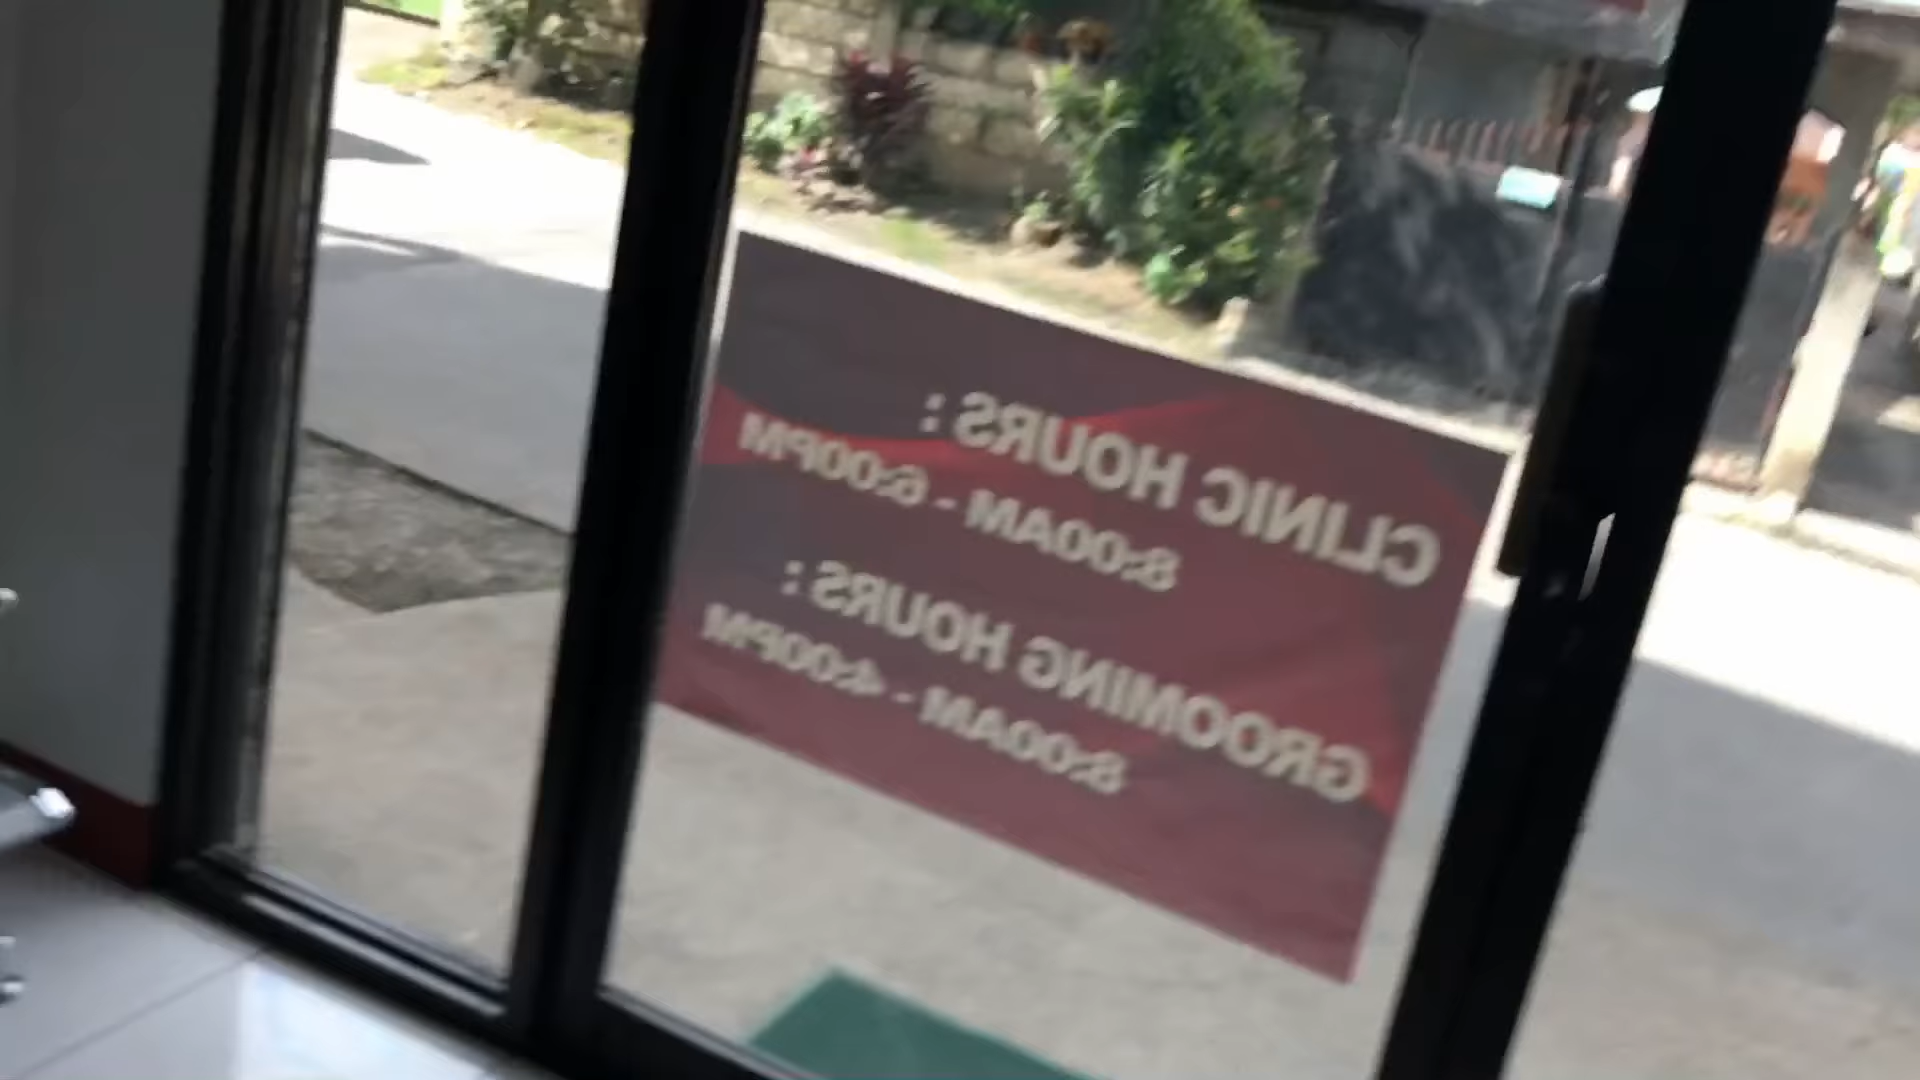 CLINIC HOURS :
8:00AM - 6:00PM
GROOMING HOURS :
8:00AM - 4:00PM